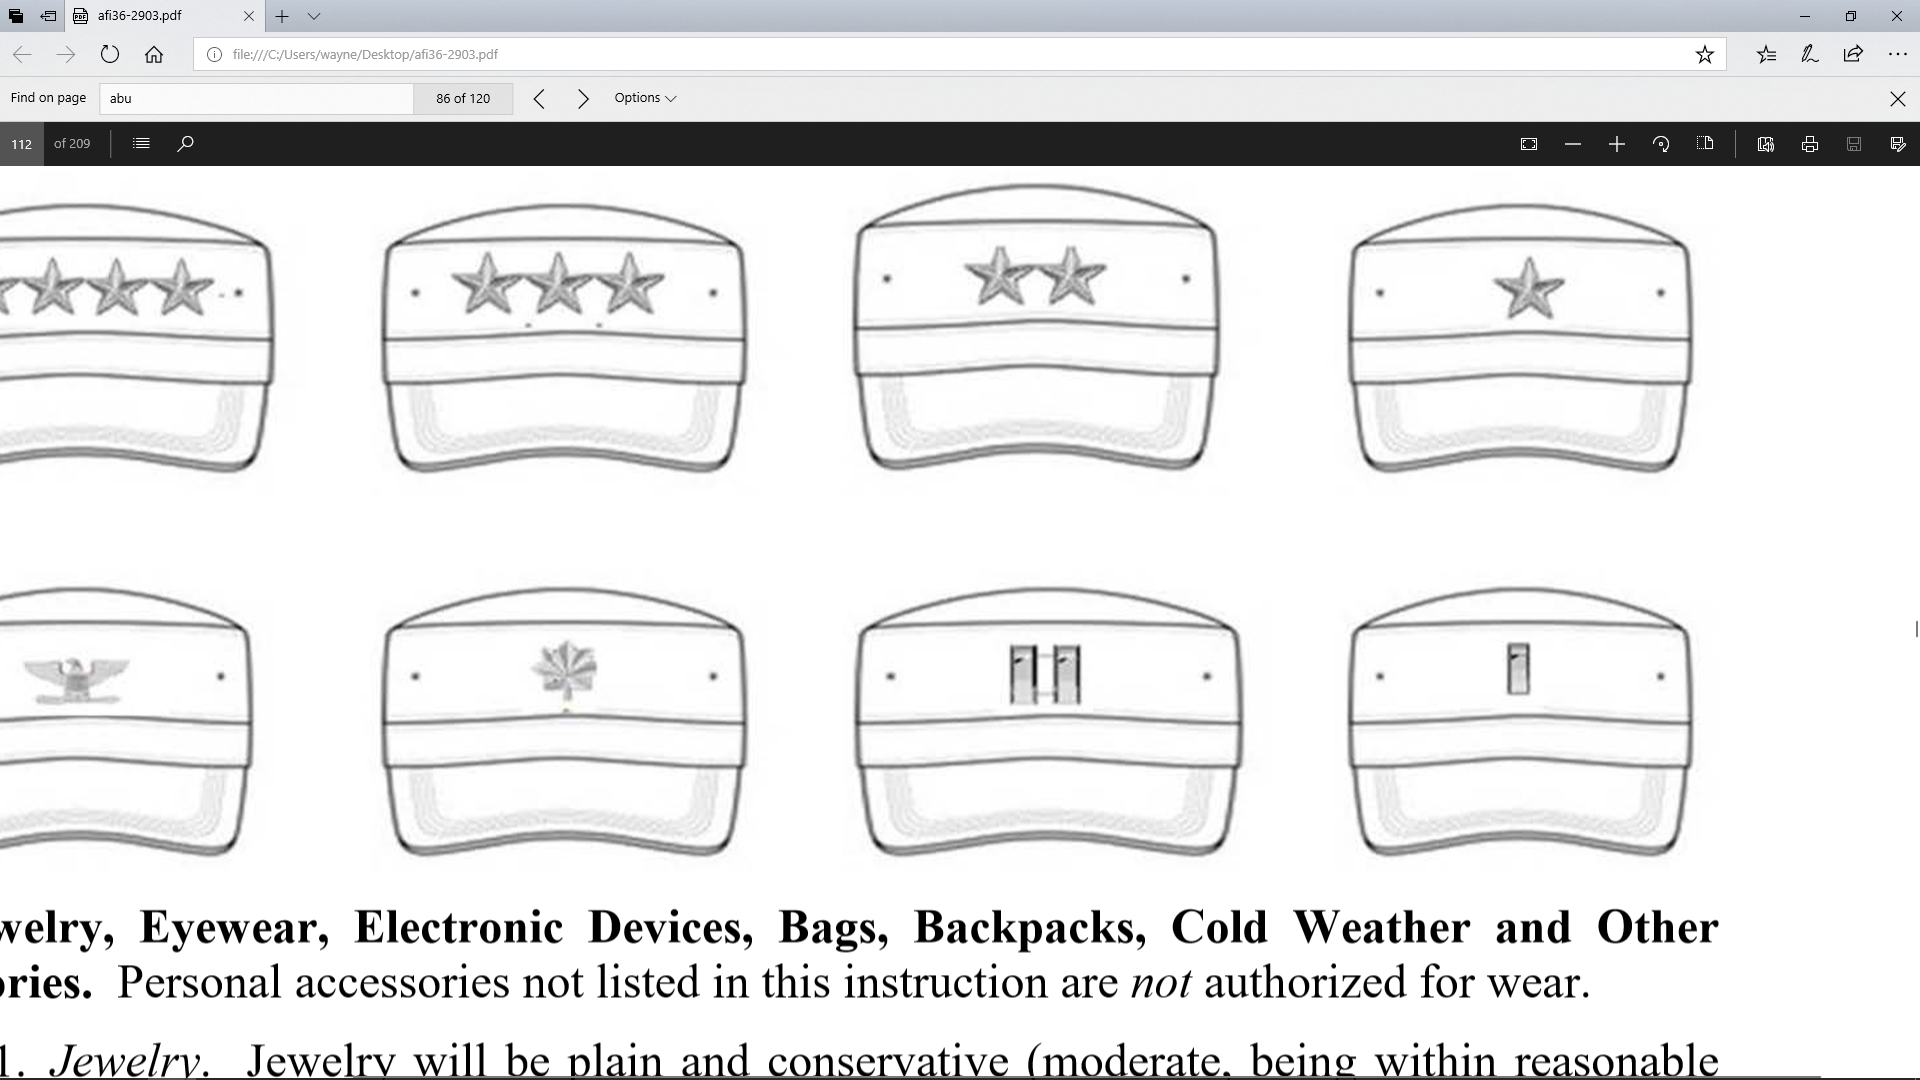 afi36-2903.pdf
file:///C:/Users/wayne/Desktop/afi36-2903.pdf
Find on page abu 86 of 120 Options
112 of 209
welry, Eyewear, Electronic Devices, Bags, Backpacks, Cold Weather and Other
ories. Personal accessories not listed in this instruction are not authorized for wear.
1. Jewelry. Jewelry will be plain and conservative (moderate, being within reasonable